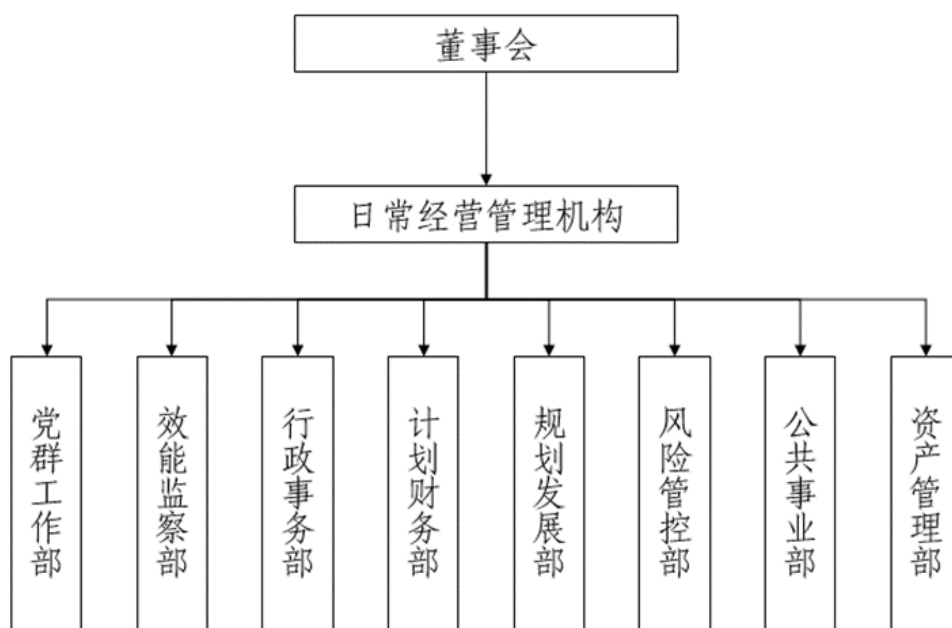 董事会
日常经营管理机构
党群工作部
效能监察部
行政事务部
计划财务部
规划发展部
风险管控部
公共事业部
资产管理部